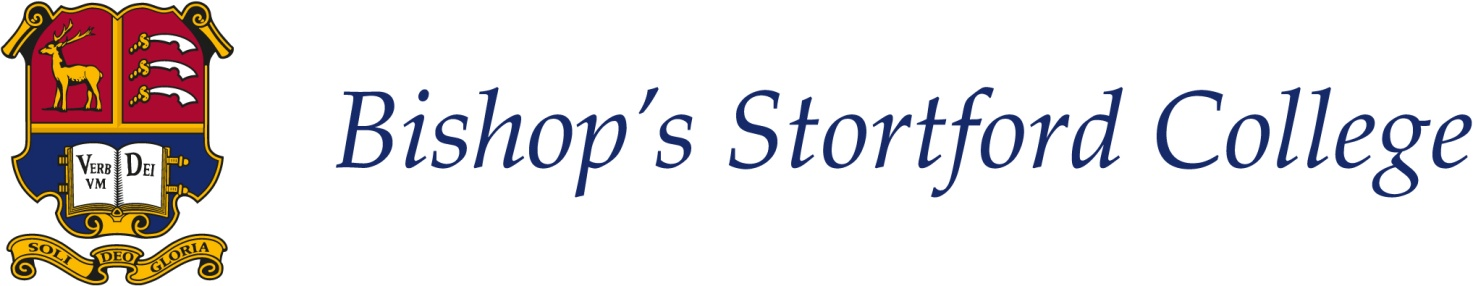 VERB
VM
DEI
SOLI DEO GLORIA
Bishop's Stortford College